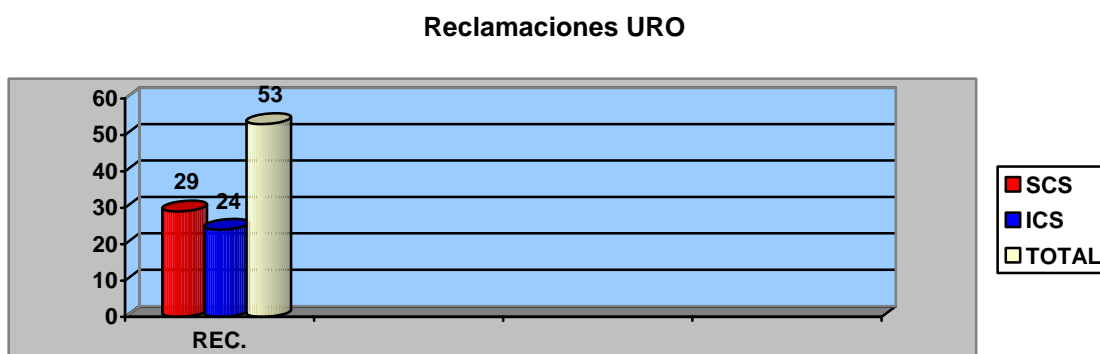 Reclamaciones URO
60
50
40
30
20
10
0
29
24
53
REC.
SCS
ICS
TOTAL